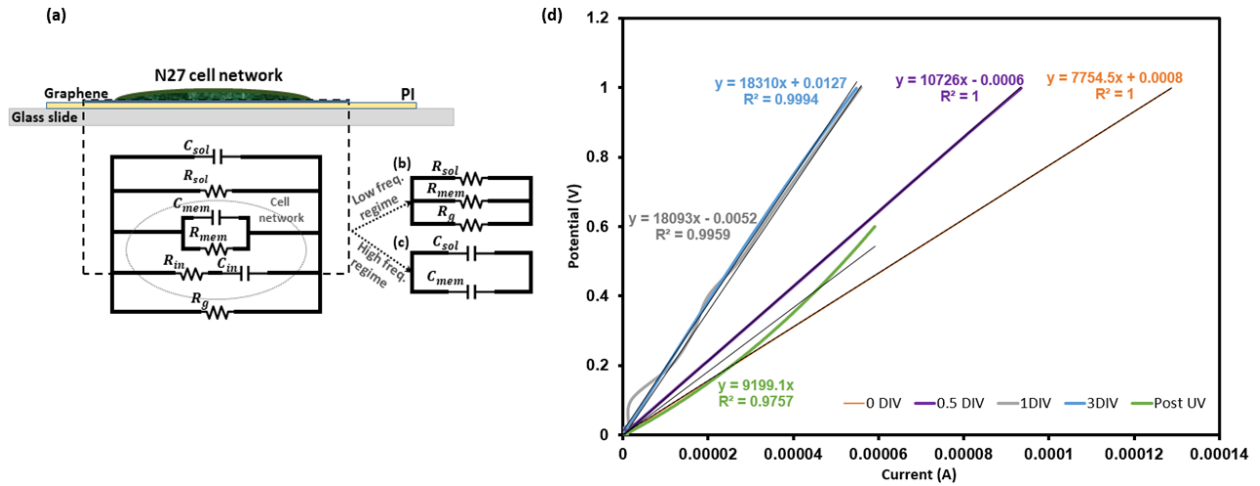 (a)
N27 cell network
Graphene
PI
Glass slide
C_sol
R_sol
Cell
network
C_mem
R_mem
R_in
C_in
R_g
Low freq.
regime
High freq.
regime
(b)
R_sol
R_mem
R_g
(c)
C_sol
C_mem
(d)
Potential (V)
1.2
1
0.8
0.6
0.4
0.2
0
y = 18310x + 0.0127
R² = 0.9994
y = 10726x - 0.0006
R² = 1
y = 7754.5x + 0.0008
R² = 1
y = 18093x - 0.0052
R² = 0.9959
y = 9199.1x
R² = 0.9757
0 DIV
0.5 DIV
1DIV
3DIV
Post UV
0
0.00002
0.00004
0.00006
0.00008
0.0001
0.00012
0.00014
Current (A)